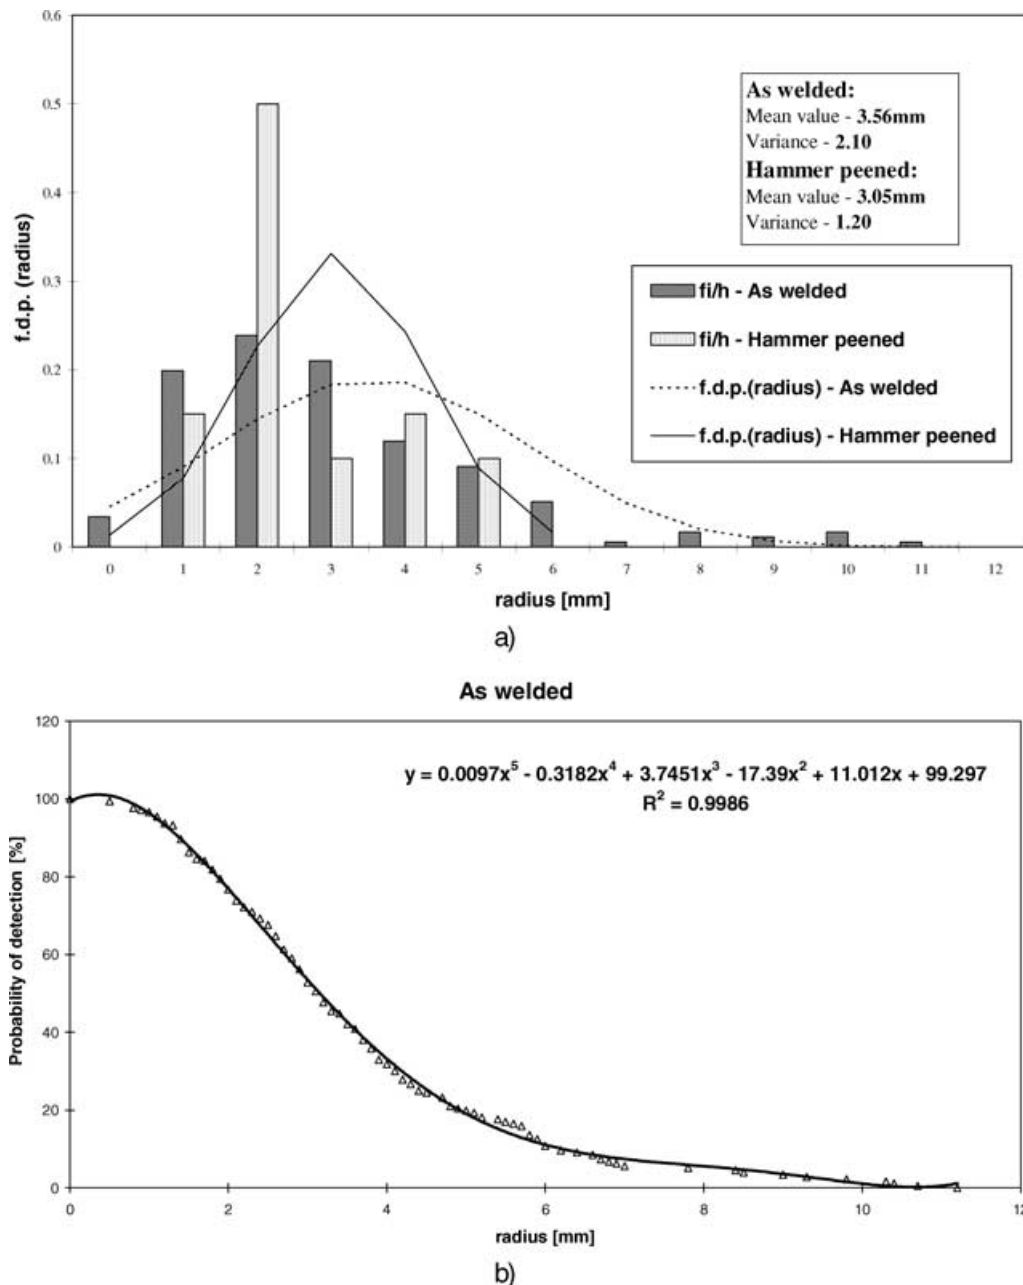 0.6
0.5
0.4
0.3
0.2
0.1
0
f.d.p. (radius)
As welded:
Mean value - 3.56mm
Variance - 2.10
Hammer peened:
Mean value - 3.05mm
Variance - 1.20
fi/h - As welded
fi/h - Hammer peened
f.d.p.(radius) - As welded
f.d.p.(radius) - Hammer peened
0 1 2 3 4 5 6 7 8 9 10 11 12
radius [mm]
a)
As welded
120
100
80
60
40
20
0
Probability of detection [%]
y = 0.0097x⁵ - 0.3182x⁴ + 3.7451x³ - 17.39x² + 11.012x + 99.297
R² = 0.9986
0 2 4 6 8 10 12
radius [mm]
b)